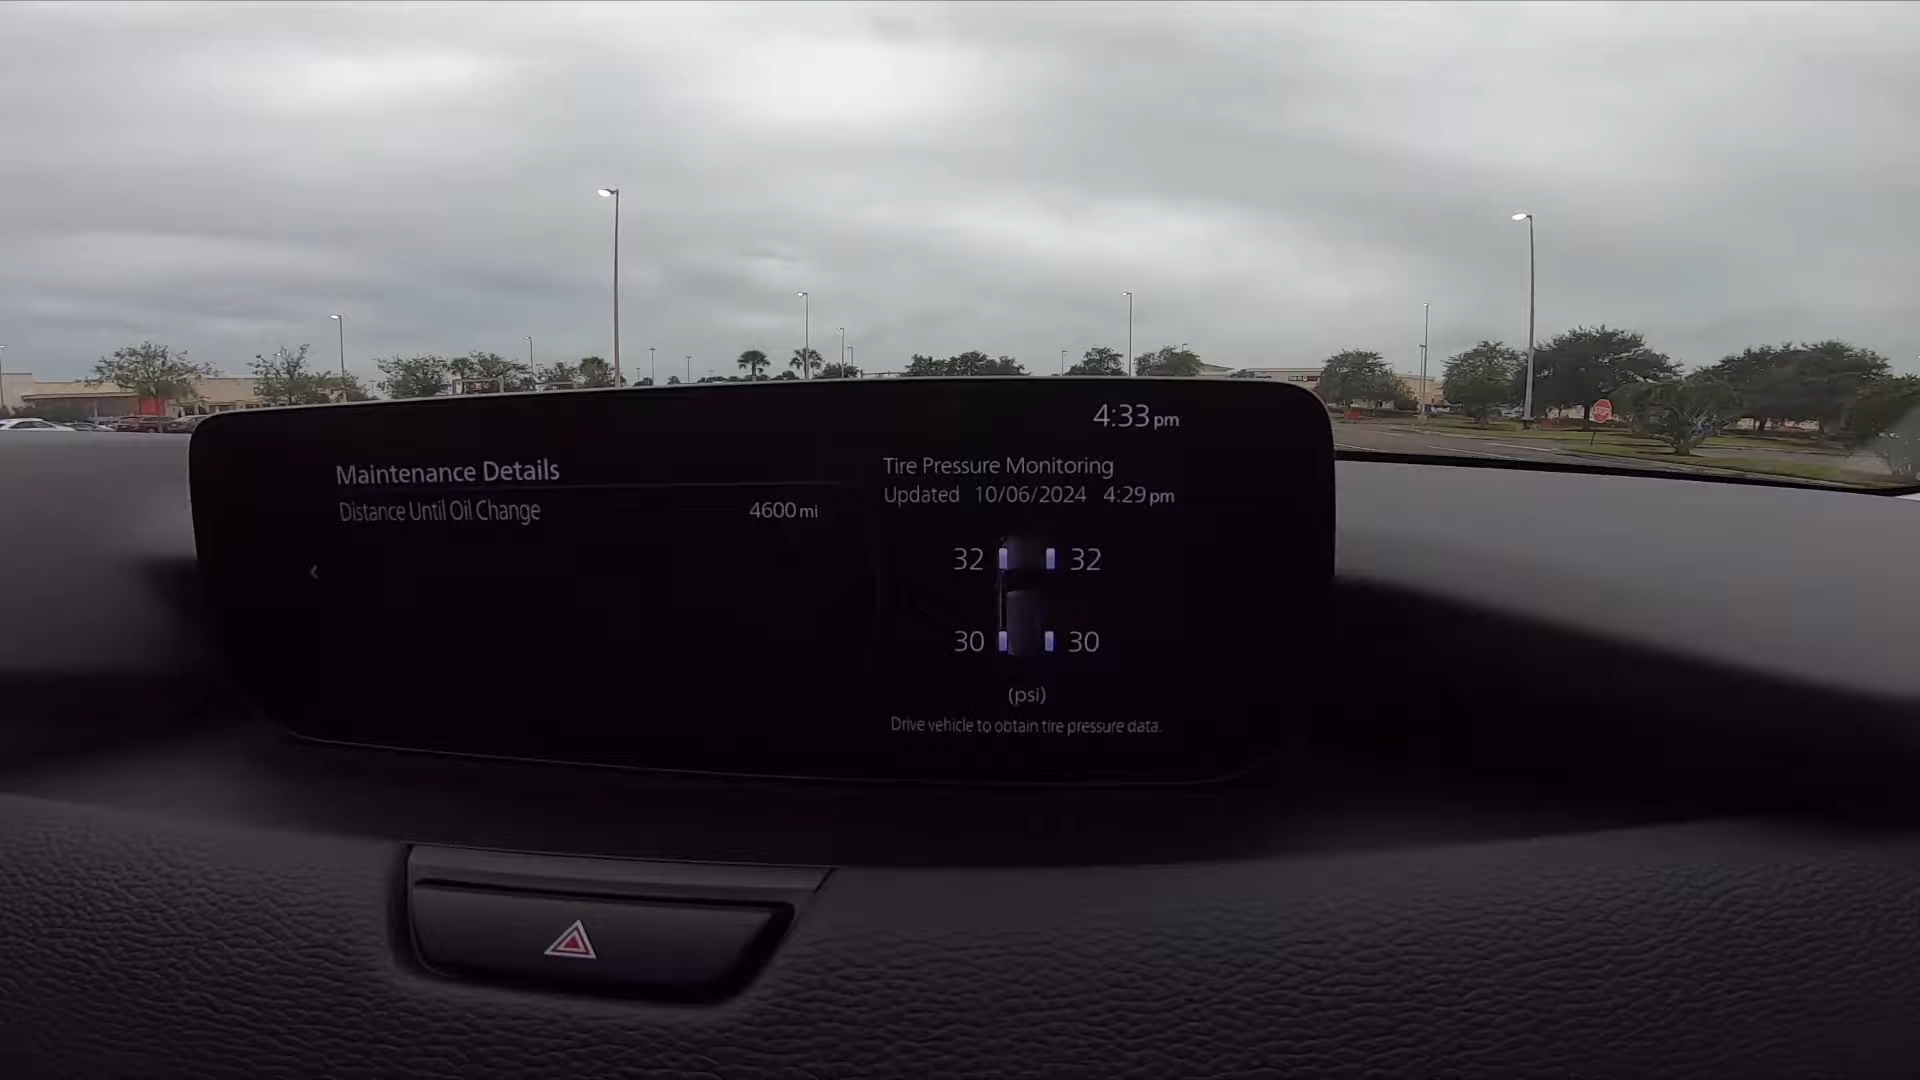 4:33 pm
Maintenance Details
Distance Until Oil Change 4600 mi
Tire Pressure Monitoring
Updated 10/06/2024 4:29 pm
32 32
30 30
(psi)
Drive vehicle to obtain tire pressure data.
STOP